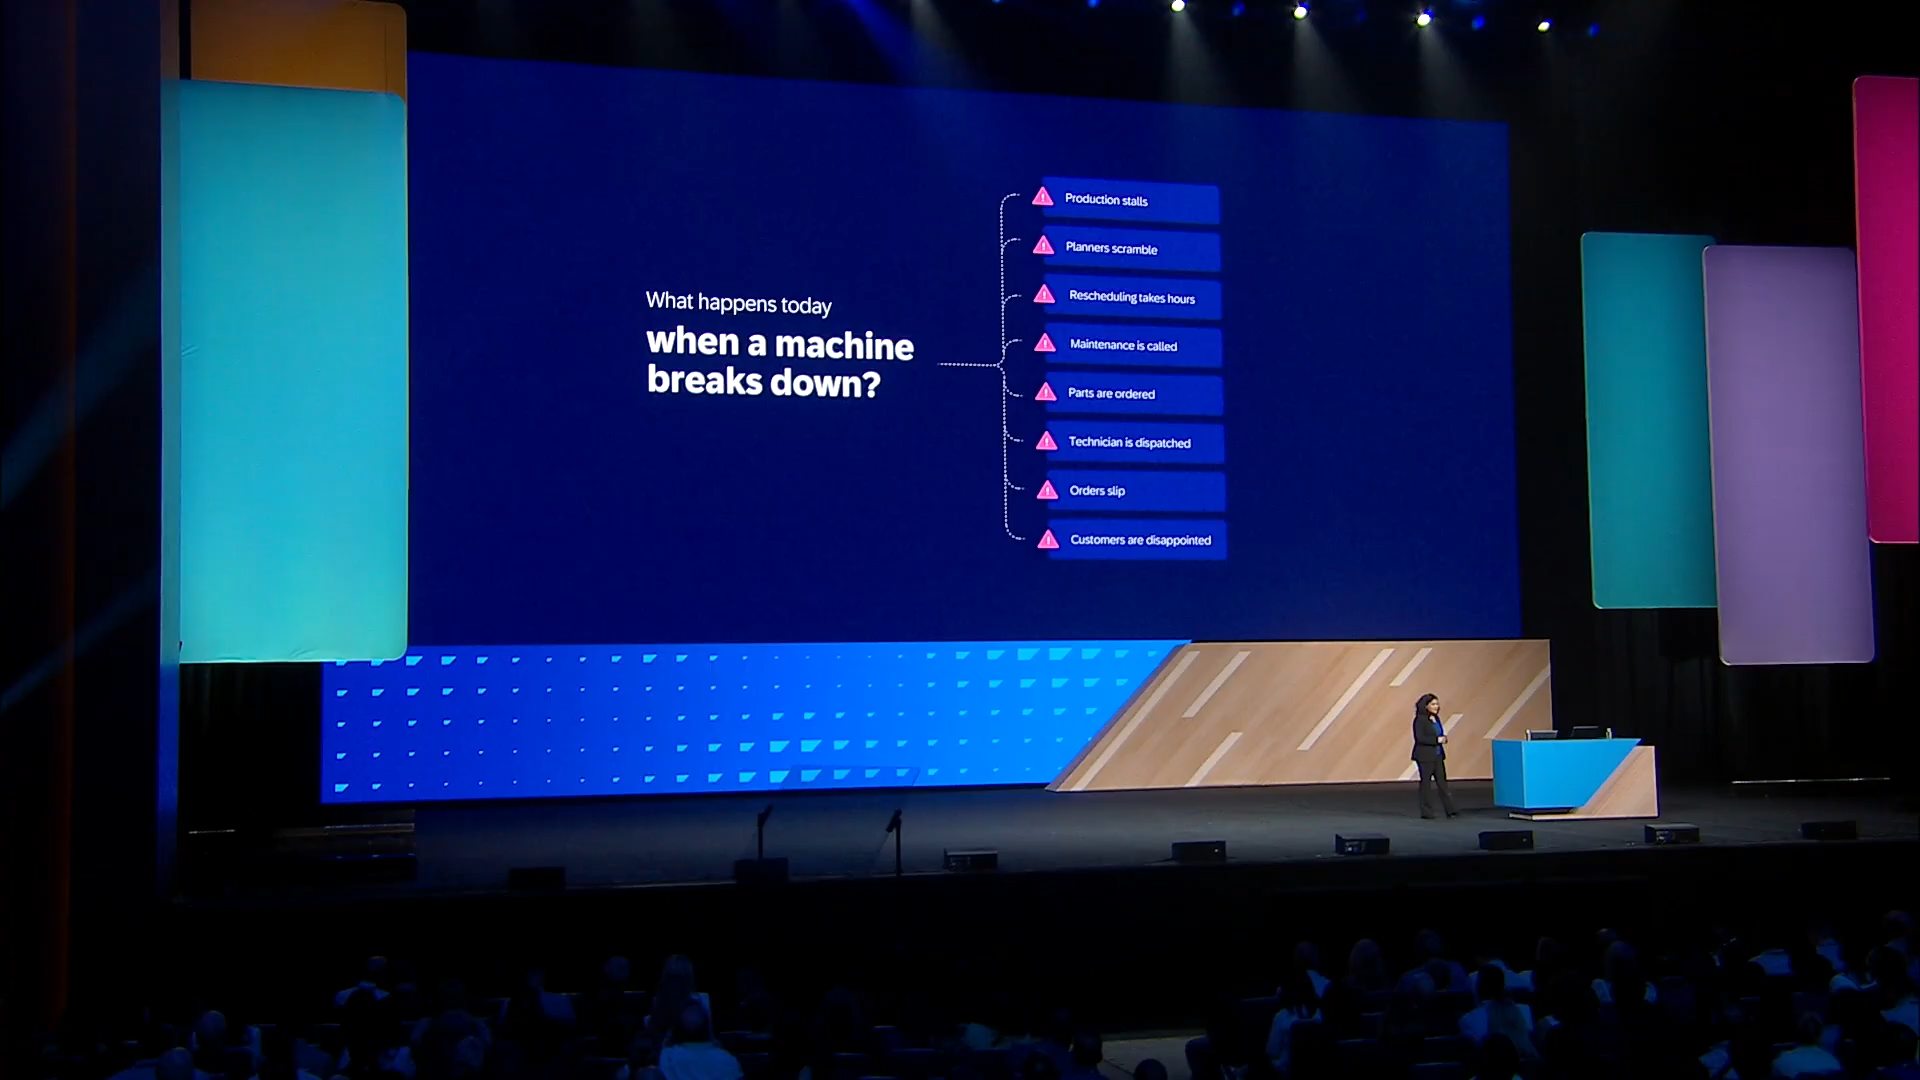 What happens today
when a machine
breaks down?
Production stalls
Planners scramble
Rescheduling takes hours
Maintenance is called
Parts are ordered
Technician is dispatched
Orders slip
Customers are disappointed